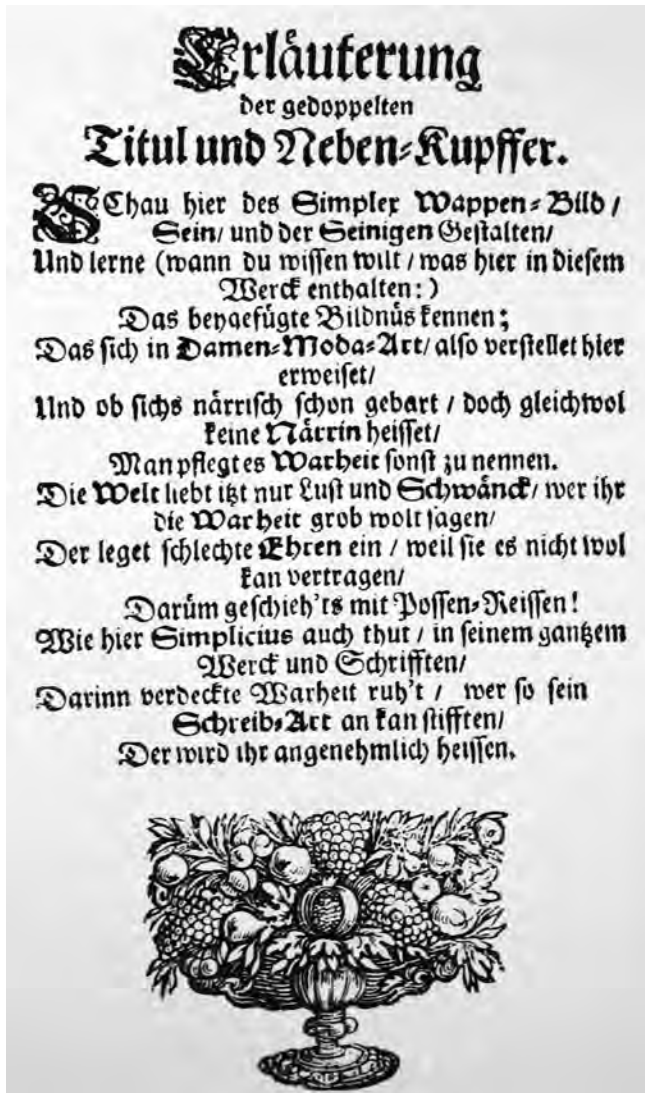 Erläuterung
der gedoppelten
Titul und Neben-Kupffer.
SChau hier des Simplex Wappen-Bild /
Sein/ und der Seinigen Gestalten/
Und lerne (wann du wissen wilt / was hier in diesem
Werck enthalten: )
Das beygefügte Bildnüs kennen;
Das sich in Damen-Moda-Art/ also verstellet hier
erweiset/
Und ob sichs närrisch schon gebart / doch gleichwol
keine Närrin heisset/
Man pflegt es Warheit sonst zu nennen.
Die Welt liebt itzt nur Lust und Schwänck/ wer ihr
die Warheit grob wolt sagen/
Der leget schlechte Ehren ein / weil sie es nicht wol
kan vertragen/
Darüm geschieh'ts mit Possen-Reissen!
Wie hier Simplicius auch thut / in seinem gantzem
Werck und Schrifften/
Darinn verdeckte Warheit ruh't / wer so sein
Schreib-Art an kan stifften/
Der wird ihr angenehmlich heissen.